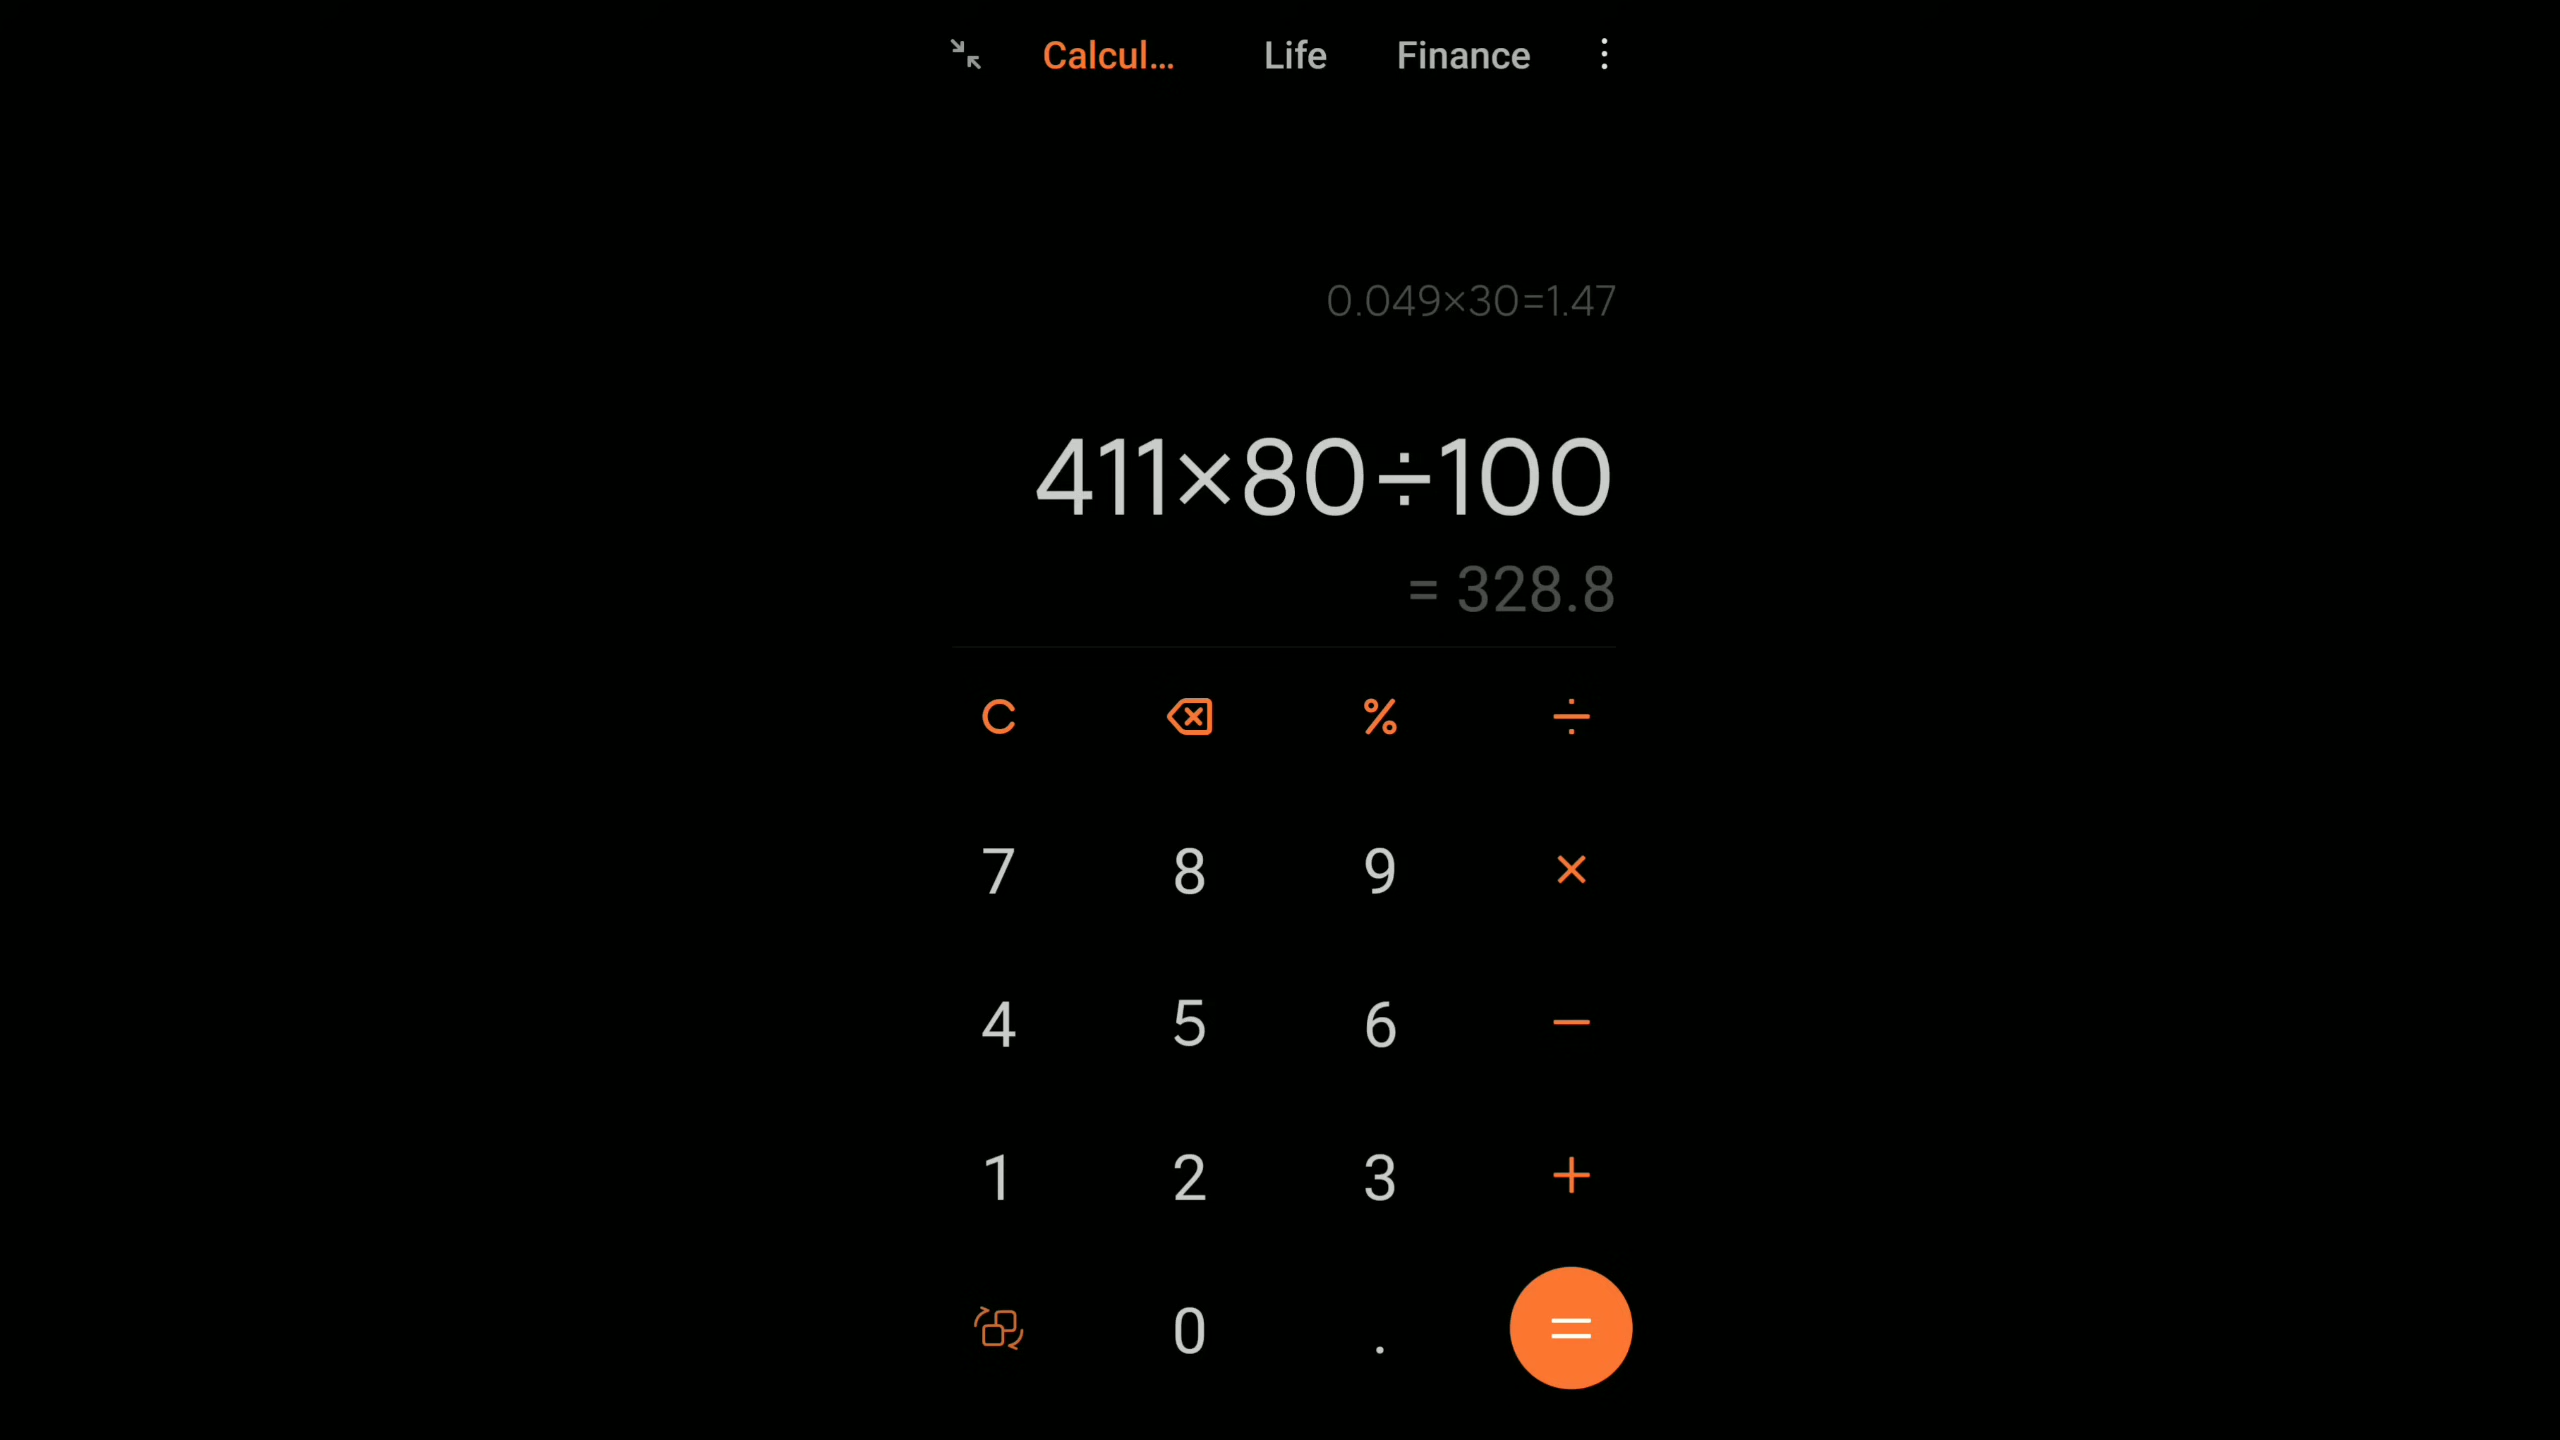 Calcul... Life Finance
0.049×30=1.47
411×80÷100
= 328.8
C % ÷
7 8 9 ×
4 5 6 −
1 2 3 +
0 . =